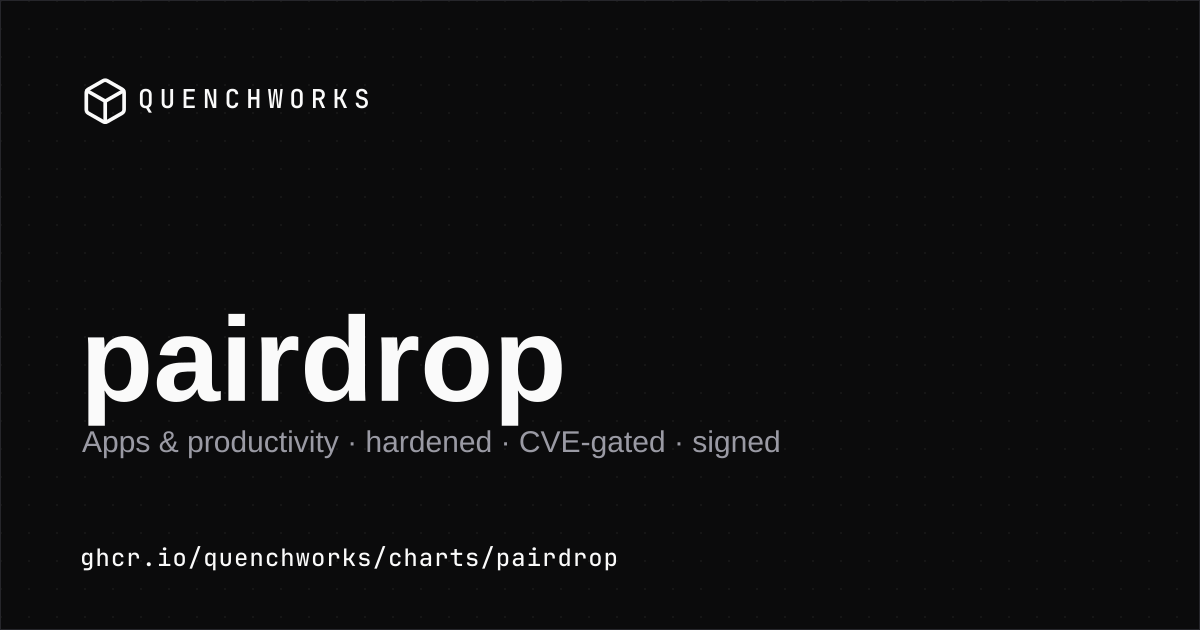 QUENCHWORKS
pairdrop
Apps & productivity · hardened · CVE-gated · signed
ghcr.io/quenchworks/charts/pairdrop